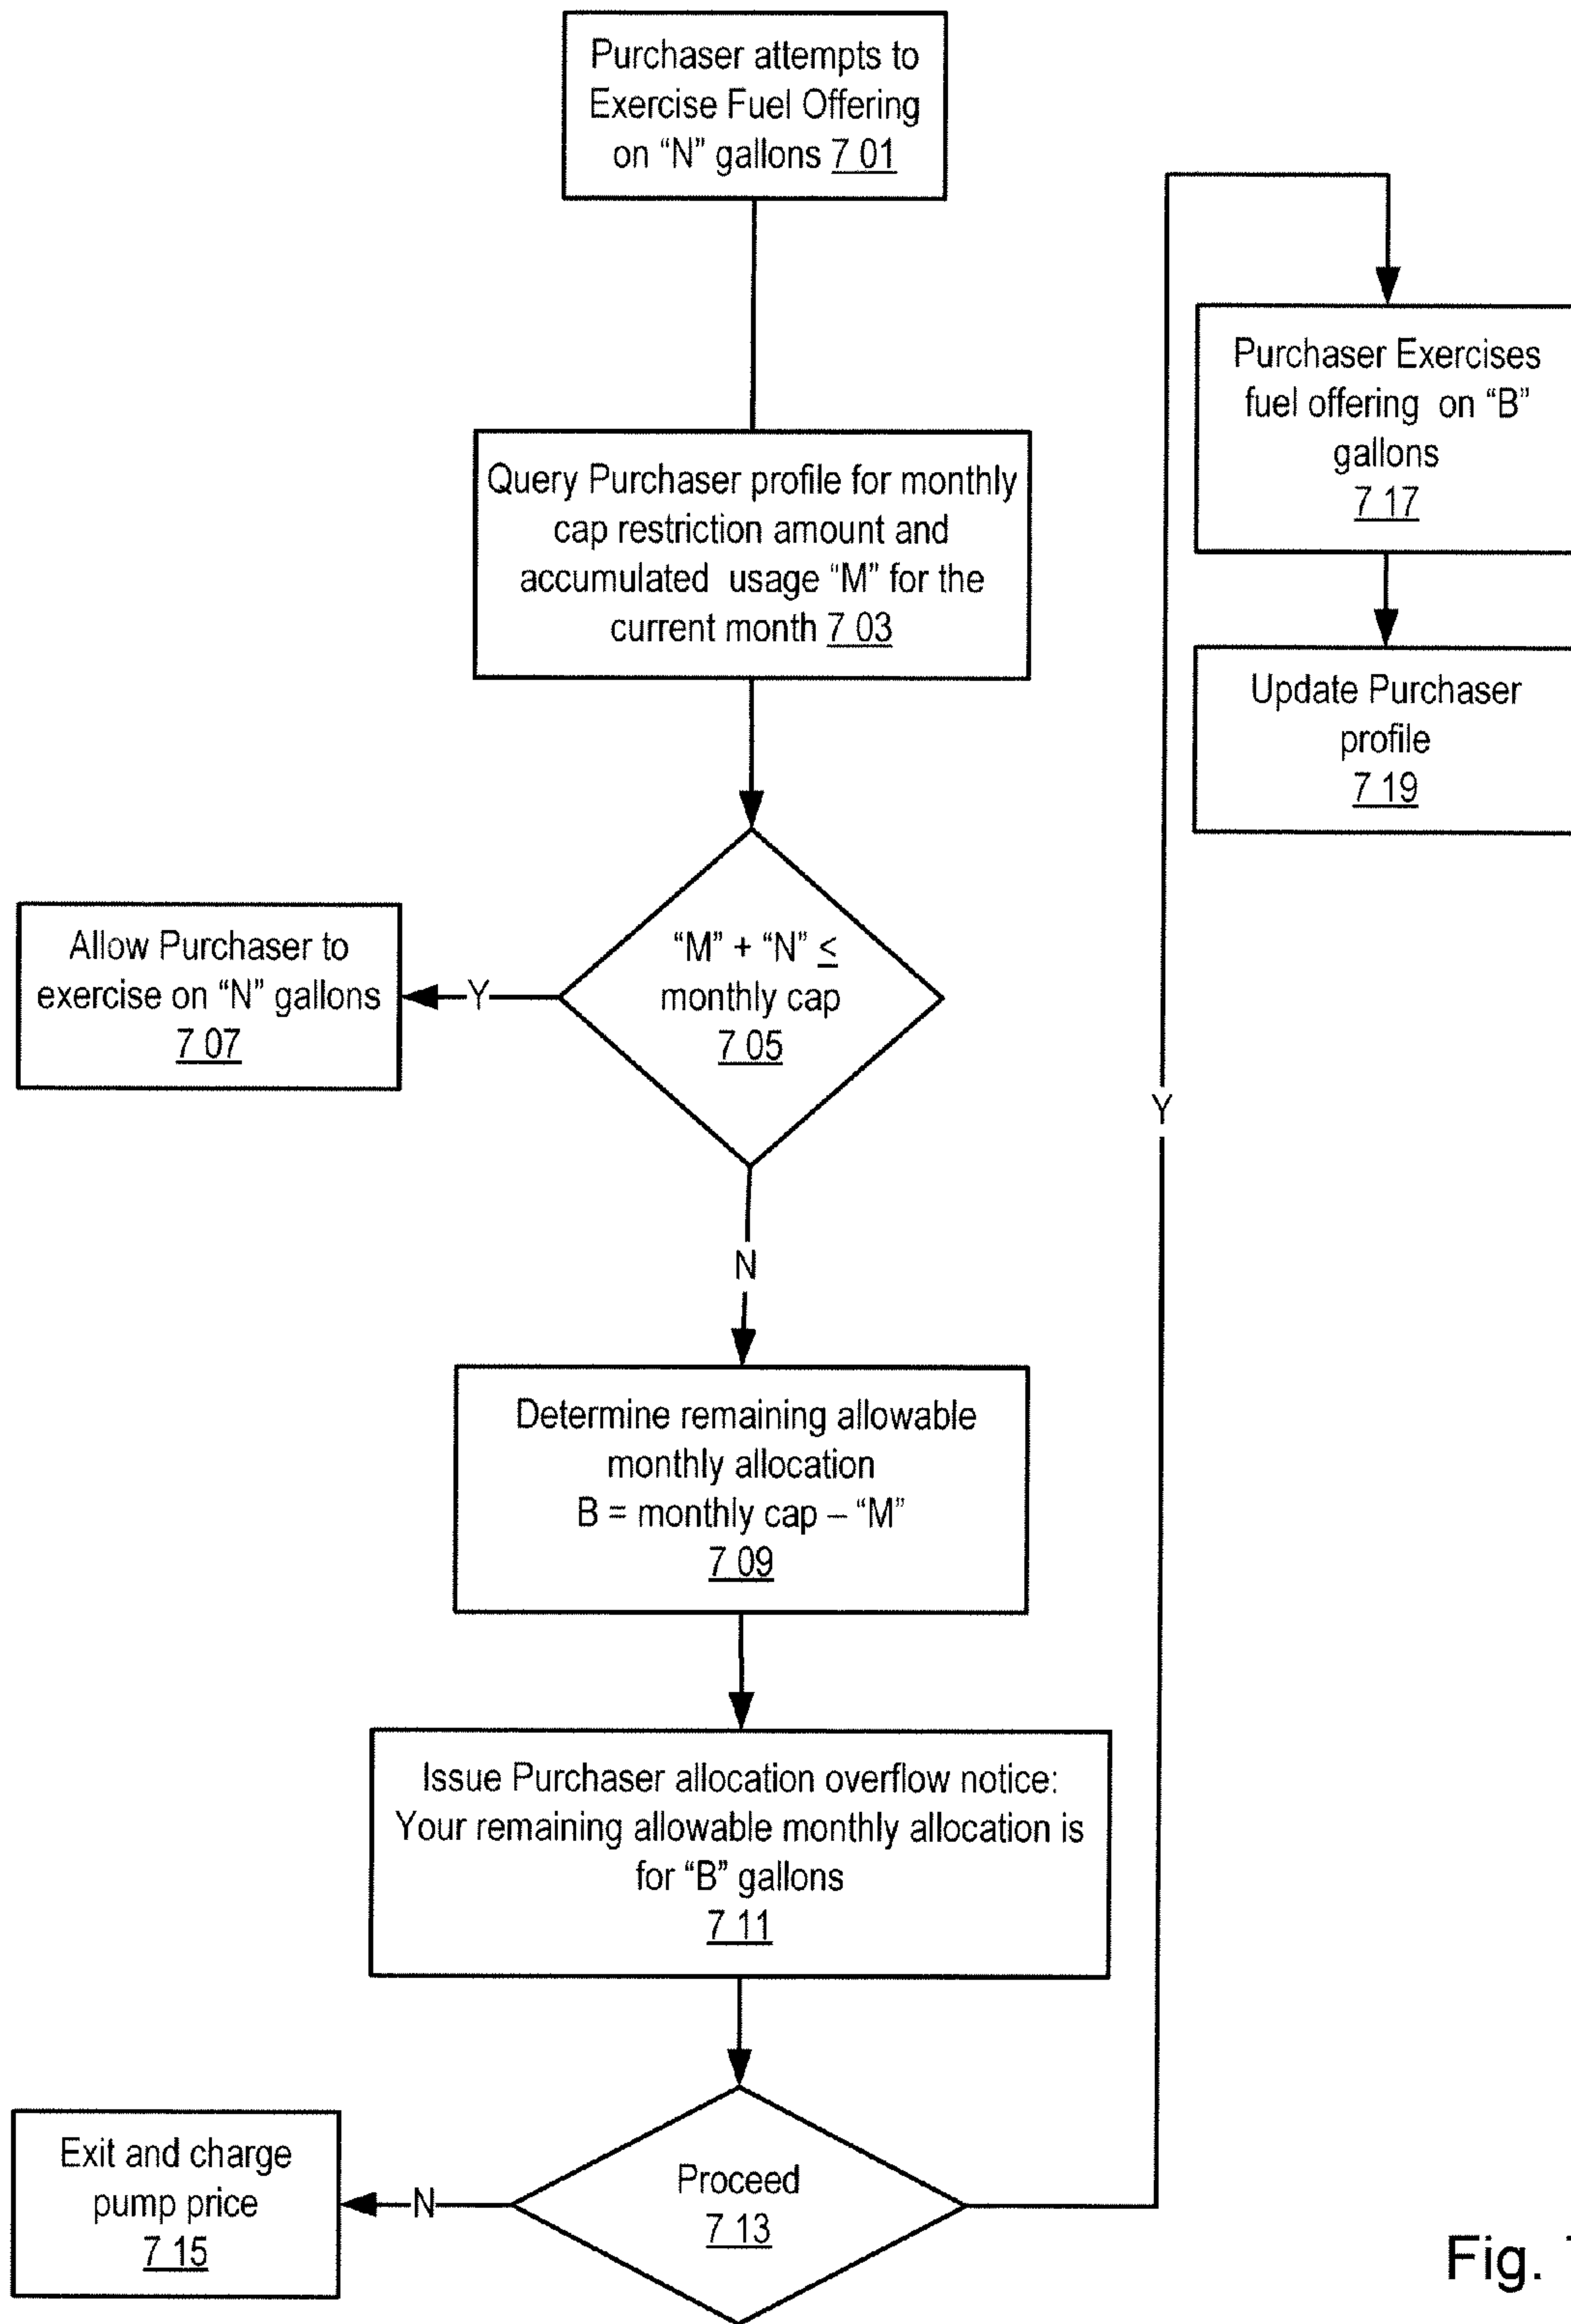 Purchaser attempts to
Exercise Fuel Offering
on “N” gallons 7 01
Query Purchaser profile for monthly
cap restriction amount and
accumulated usage “M” for the
current month 7 03
“M” + “N” ≤
monthly cap
7 05
Y
Allow Purchaser to
exercise on “N” gallons
7 07
N
Determine remaining allowable
monthly allocation
B = monthly cap – “M”
7 09
Issue Purchaser allocation overflow notice:
Your remaining allowable monthly allocation is
for “B” gallons
7 11
Proceed
7 13
N
Exit and charge
pump price
7 15
Y
Purchaser Exercises
fuel offering on “B”
gallons
7 17
Update Purchaser
profile
7 19
Fig.